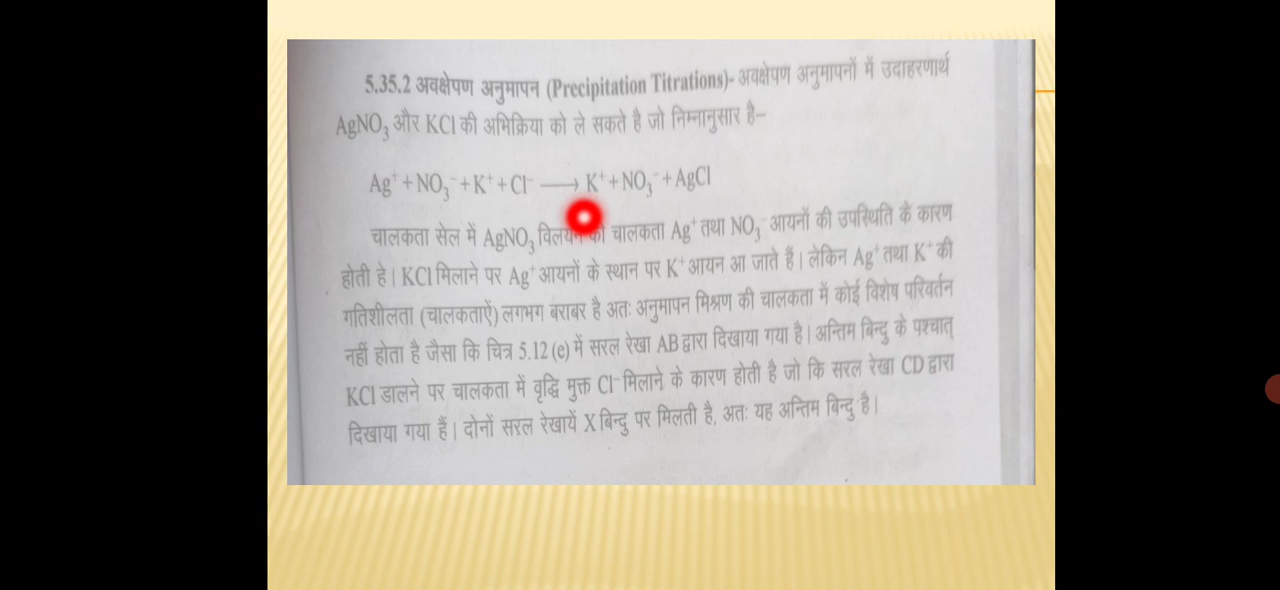 5.35.2 अवक्षेपण अनुमापन (Precipitation Titrations)- अवक्षेपण अनुमापनों में उदाहरणार्थ
AgNO₃ और KCl की अभिक्रिया को ले सकते है जो निम्नानुसार है–
Ag⁺ + NO₃⁻ + K⁺ + Cl⁻ ⟶ K⁺ + NO₃⁻ + AgCl
चालकता सेल में AgNO₃ विलयन की चालकता Ag⁺ तथा NO₃⁻ आयनों की उपस्थिति के कारण
होती हे। KCl मिलाने पर Ag⁺ आयनों के स्थान पर K⁺ आयन आ जाते हैं। लेकिन Ag⁺ तथा K⁺ की
गतिशीलता (चालकताऐं) लगभग बराबर है अतः अनुमापन मिश्रण की चालकता में कोई विशेष परिवर्तन
नहीं होता है जैसा कि चित्र 5.12 (e) में सरल रेखा AB द्वारा दिखाया गया है। अन्तिम बिन्दु के पश्चात्
KCl डालने पर चालकता में वृद्धि मुक्त Cl⁻ मिलाने के कारण होती है जो कि सरल रेखा CD द्वारा
दिखाया गया हैं। दोनों सरल रेखायें X बिन्दु पर मिलती है, अतः यह अन्तिम बिन्दु है।